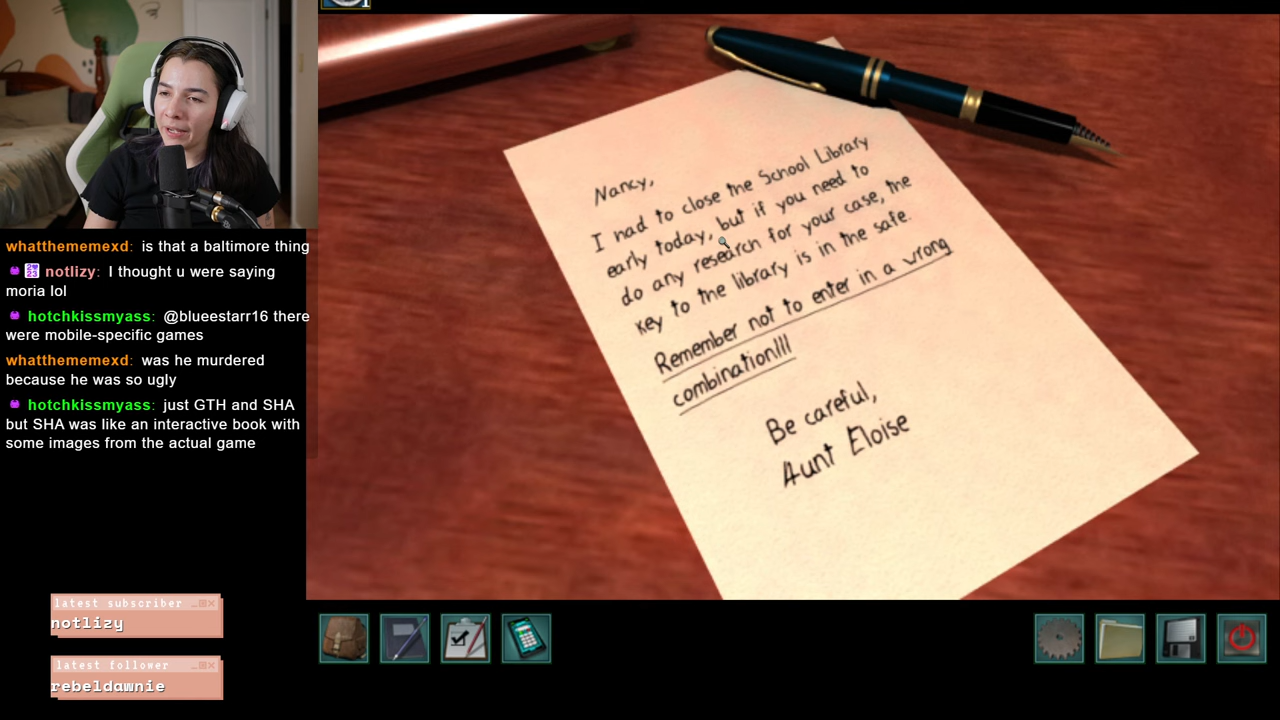 whatthememexd: is that a baltimore thing
notlizy: I thought u were saying
moria lol
hotchkissmyass: @blueestarr16 there
were mobile-specific games
whatthememexd: was he murdered
because he was so ugly
hotchkissmyass: just GTH and SHA
but SHA was like an interactive book with
some images from the actual game
latest subscriber
notlizy
latest follower
rebeldawnie
Nancy,
I had to close the School Library
early today, but if you need to
do any research for your case, the
key to the library is in the safe.
Remember not to enter in a wrong
combination!!!
Be careful,
Aunt Eloise